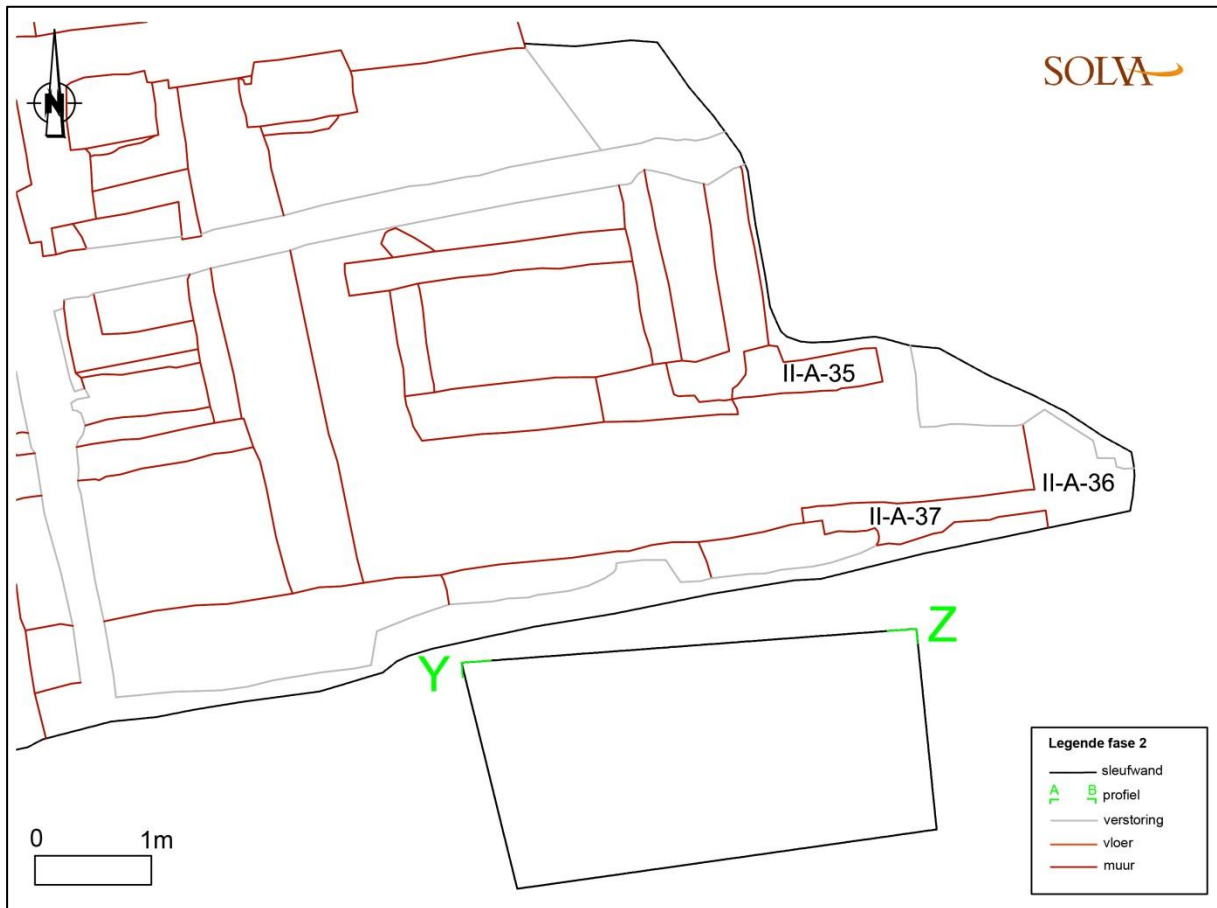 SOLVA
N
II-A-35
II-A-36
II-A-37
Y
Z
0 1m
Legende fase 2
sleufwand
A B profiel
verstoring
vloer
muur